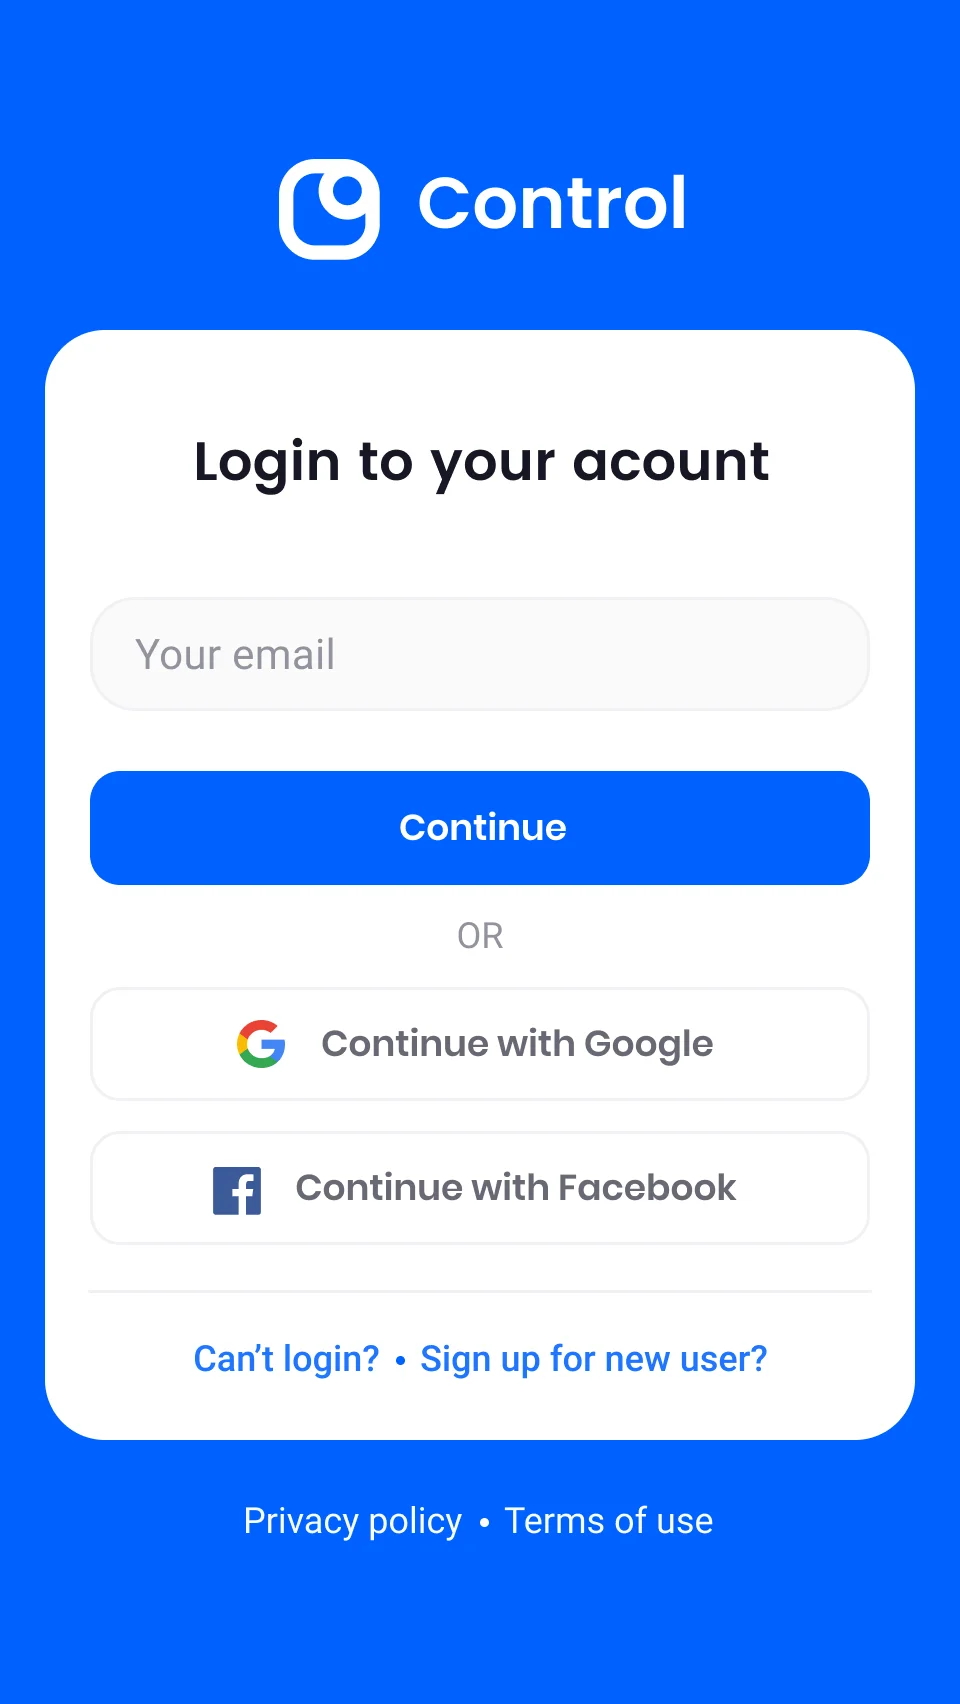 Control
Login to your acount
Your email
Continue
OR
Continue with Google
Continue with Facebook
Can’t login? • Sign up for new user?
Privacy policy • Terms of use